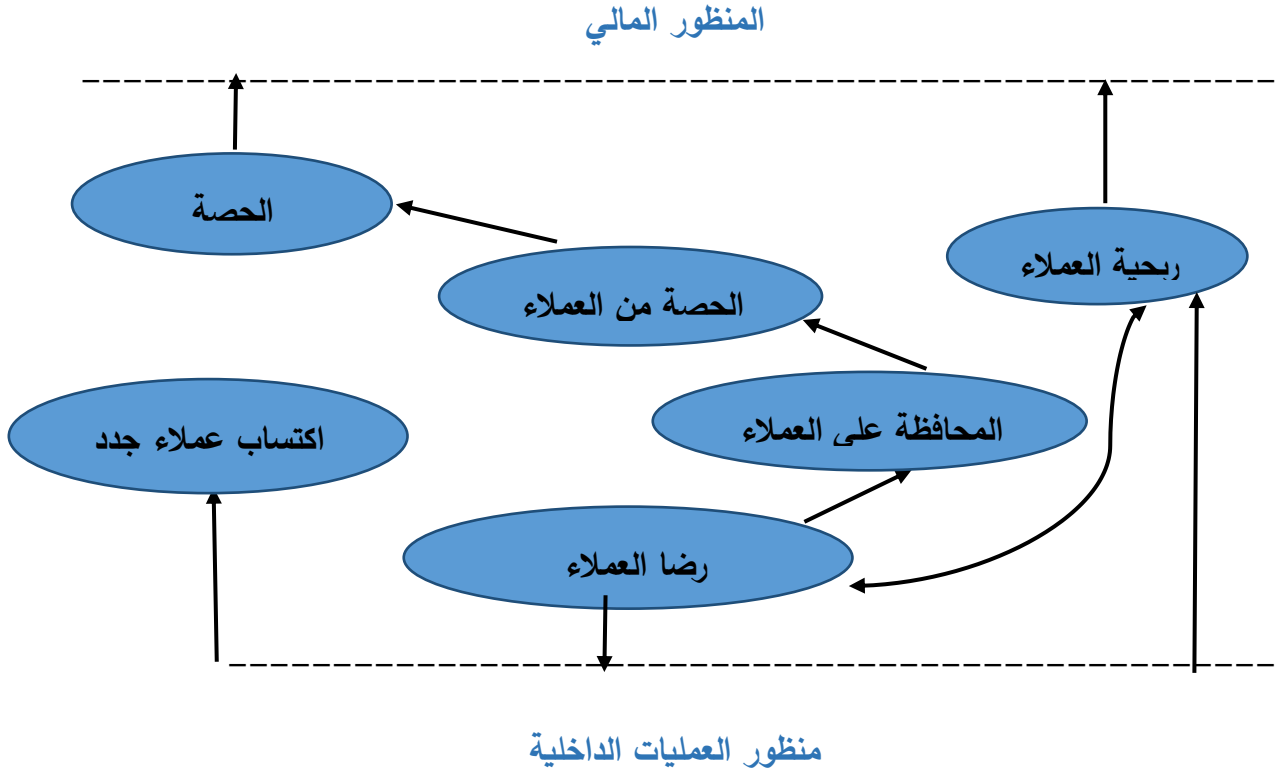 المنظور المالي
الحصة
ربحية العملاء
الحصة من العملاء
المحافظة على العملاء
اكتساب عملاء جدد
رضا العملاء
منظور العمليات الداخلية